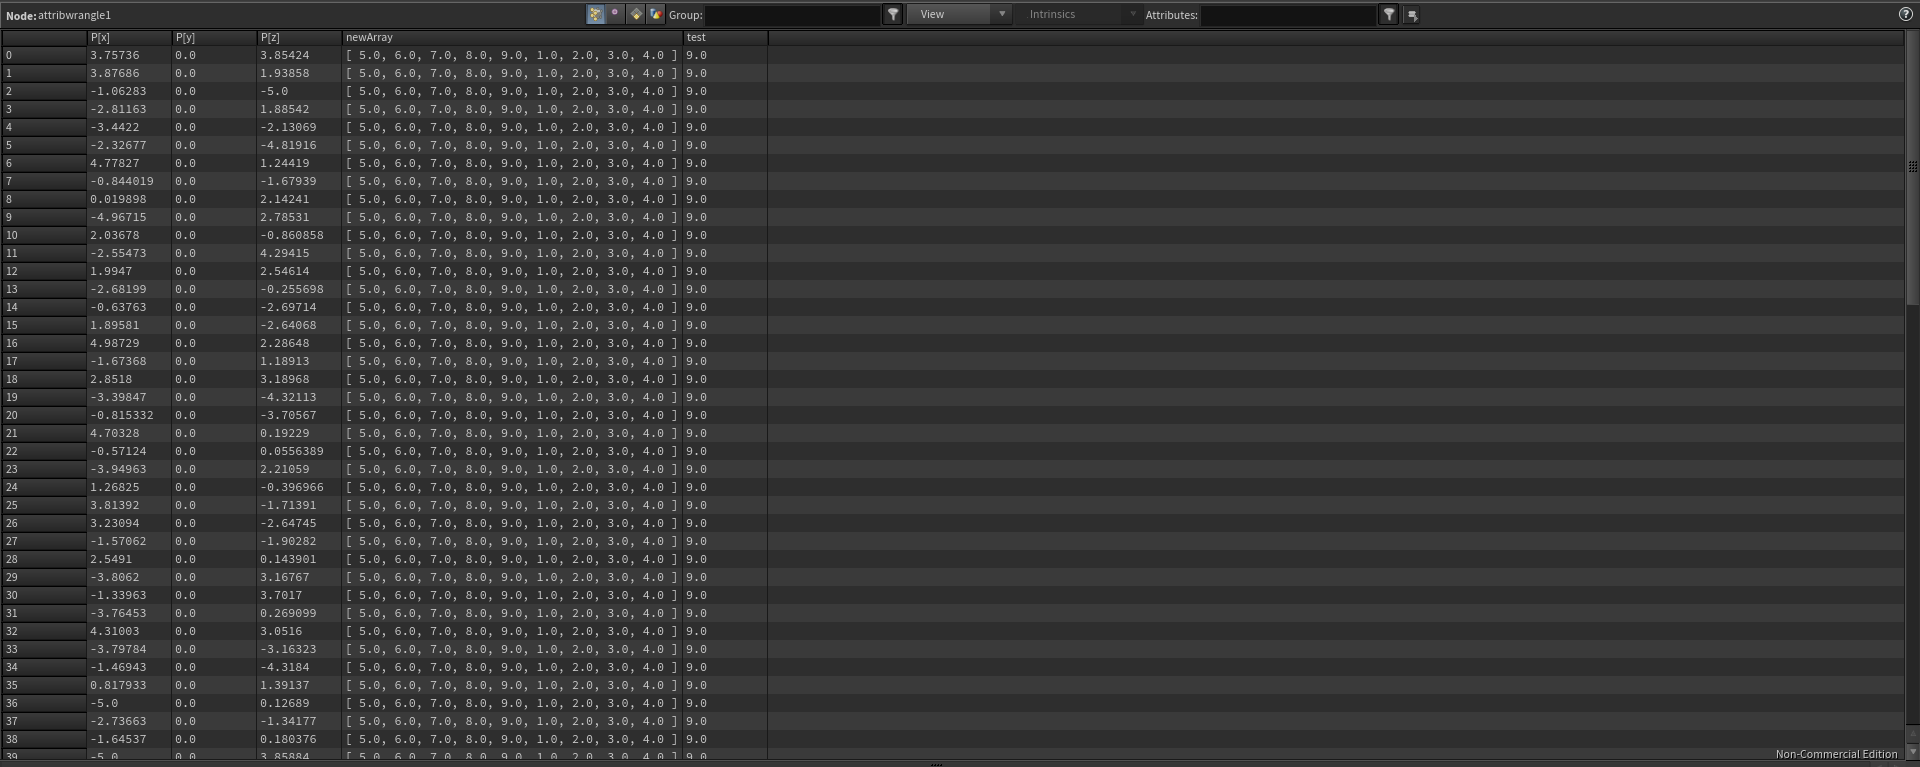 Node: attribwrangle1 Group: View Intrinsics Attributes:
P[x] P[y] P[z] newArray test
0 3.75736 0.0 3.85424 [ 5.0, 6.0, 7.0, 8.0, 9.0, 1.0, 2.0, 3.0, 4.0 ] 9.0
1 3.87686 0.0 1.93858 [ 5.0, 6.0, 7.0, 8.0, 9.0, 1.0, 2.0, 3.0, 4.0 ] 9.0
2 -1.06283 0.0 -5.0 [ 5.0, 6.0, 7.0, 8.0, 9.0, 1.0, 2.0, 3.0, 4.0 ] 9.0
3 -2.81163 0.0 1.88542 [ 5.0, 6.0, 7.0, 8.0, 9.0, 1.0, 2.0, 3.0, 4.0 ] 9.0
4 -3.4422 0.0 -2.13069 [ 5.0, 6.0, 7.0, 8.0, 9.0, 1.0, 2.0, 3.0, 4.0 ] 9.0
5 -2.32677 0.0 -4.81916 [ 5.0, 6.0, 7.0, 8.0, 9.0, 1.0, 2.0, 3.0, 4.0 ] 9.0
6 4.77827 0.0 1.24419 [ 5.0, 6.0, 7.0, 8.0, 9.0, 1.0, 2.0, 3.0, 4.0 ] 9.0
7 -0.844019 0.0 -1.67939 [ 5.0, 6.0, 7.0, 8.0, 9.0, 1.0, 2.0, 3.0, 4.0 ] 9.0
8 0.019898 0.0 2.14241 [ 5.0, 6.0, 7.0, 8.0, 9.0, 1.0, 2.0, 3.0, 4.0 ] 9.0
9 -4.96715 0.0 2.78531 [ 5.0, 6.0, 7.0, 8.0, 9.0, 1.0, 2.0, 3.0, 4.0 ] 9.0
10 2.03678 0.0 -0.860858 [ 5.0, 6.0, 7.0, 8.0, 9.0, 1.0, 2.0, 3.0, 4.0 ] 9.0
11 -2.55473 0.0 4.29415 [ 5.0, 6.0, 7.0, 8.0, 9.0, 1.0, 2.0, 3.0, 4.0 ] 9.0
12 1.9947 0.0 2.54614 [ 5.0, 6.0, 7.0, 8.0, 9.0, 1.0, 2.0, 3.0, 4.0 ] 9.0
13 -2.68199 0.0 -0.255698 [ 5.0, 6.0, 7.0, 8.0, 9.0, 1.0, 2.0, 3.0, 4.0 ] 9.0
14 -0.63763 0.0 -2.69714 [ 5.0, 6.0, 7.0, 8.0, 9.0, 1.0, 2.0, 3.0, 4.0 ] 9.0
15 1.89581 0.0 -2.64068 [ 5.0, 6.0, 7.0, 8.0, 9.0, 1.0, 2.0, 3.0, 4.0 ] 9.0
16 4.98729 0.0 2.28648 [ 5.0, 6.0, 7.0, 8.0, 9.0, 1.0, 2.0, 3.0, 4.0 ] 9.0
17 -1.67368 0.0 1.18913 [ 5.0, 6.0, 7.0, 8.0, 9.0, 1.0, 2.0, 3.0, 4.0 ] 9.0
18 2.8518 0.0 3.18968 [ 5.0, 6.0, 7.0, 8.0, 9.0, 1.0, 2.0, 3.0, 4.0 ] 9.0
19 -3.39847 0.0 -4.32113 [ 5.0, 6.0, 7.0, 8.0, 9.0, 1.0, 2.0, 3.0, 4.0 ] 9.0
20 -0.815332 0.0 -3.70567 [ 5.0, 6.0, 7.0, 8.0, 9.0, 1.0, 2.0, 3.0, 4.0 ] 9.0
21 4.70328 0.0 0.19229 [ 5.0, 6.0, 7.0, 8.0, 9.0, 1.0, 2.0, 3.0, 4.0 ] 9.0
22 -0.57124 0.0 0.0556389 [ 5.0, 6.0, 7.0, 8.0, 9.0, 1.0, 2.0, 3.0, 4.0 ] 9.0
23 -3.94963 0.0 2.21059 [ 5.0, 6.0, 7.0, 8.0, 9.0, 1.0, 2.0, 3.0, 4.0 ] 9.0
24 1.26825 0.0 -0.396966 [ 5.0, 6.0, 7.0, 8.0, 9.0, 1.0, 2.0, 3.0, 4.0 ] 9.0
25 3.81392 0.0 -1.71391 [ 5.0, 6.0, 7.0, 8.0, 9.0, 1.0, 2.0, 3.0, 4.0 ] 9.0
26 3.23094 0.0 -2.64745 [ 5.0, 6.0, 7.0, 8.0, 9.0, 1.0, 2.0, 3.0, 4.0 ] 9.0
27 -1.57062 0.0 -1.90282 [ 5.0, 6.0, 7.0, 8.0, 9.0, 1.0, 2.0, 3.0, 4.0 ] 9.0
28 2.5491 0.0 0.143901 [ 5.0, 6.0, 7.0, 8.0, 9.0, 1.0, 2.0, 3.0, 4.0 ] 9.0
29 -3.8062 0.0 3.16767 [ 5.0, 6.0, 7.0, 8.0, 9.0, 1.0, 2.0, 3.0, 4.0 ] 9.0
30 -1.33963 0.0 3.7017 [ 5.0, 6.0, 7.0, 8.0, 9.0, 1.0, 2.0, 3.0, 4.0 ] 9.0
31 -3.76453 0.0 0.269099 [ 5.0, 6.0, 7.0, 8.0, 9.0, 1.0, 2.0, 3.0, 4.0 ] 9.0
32 4.31003 0.0 3.0516 [ 5.0, 6.0, 7.0, 8.0, 9.0, 1.0, 2.0, 3.0, 4.0 ] 9.0
33 -3.79784 0.0 -3.16323 [ 5.0, 6.0, 7.0, 8.0, 9.0, 1.0, 2.0, 3.0, 4.0 ] 9.0
34 -1.46943 0.0 -4.3184 [ 5.0, 6.0, 7.0, 8.0, 9.0, 1.0, 2.0, 3.0, 4.0 ] 9.0
35 0.817933 0.0 1.39137 [ 5.0, 6.0, 7.0, 8.0, 9.0, 1.0, 2.0, 3.0, 4.0 ] 9.0
36 -5.0 0.0 0.12689 [ 5.0, 6.0, 7.0, 8.0, 9.0, 1.0, 2.0, 3.0, 4.0 ] 9.0
37 -2.73663 0.0 -1.34177 [ 5.0, 6.0, 7.0, 8.0, 9.0, 1.0, 2.0, 3.0, 4.0 ] 9.0
38 -1.64537 0.0 0.180376 [ 5.0, 6.0, 7.0, 8.0, 9.0, 1.0, 2.0, 3.0, 4.0 ] 9.0
39 -5.0 0.0 3.85884 [ 5.0, 6.0, 7.0, 8.0, 9.0, 1.0, 2.0, 3.0, 4.0 ] 9.0
Non-Commercial Edition